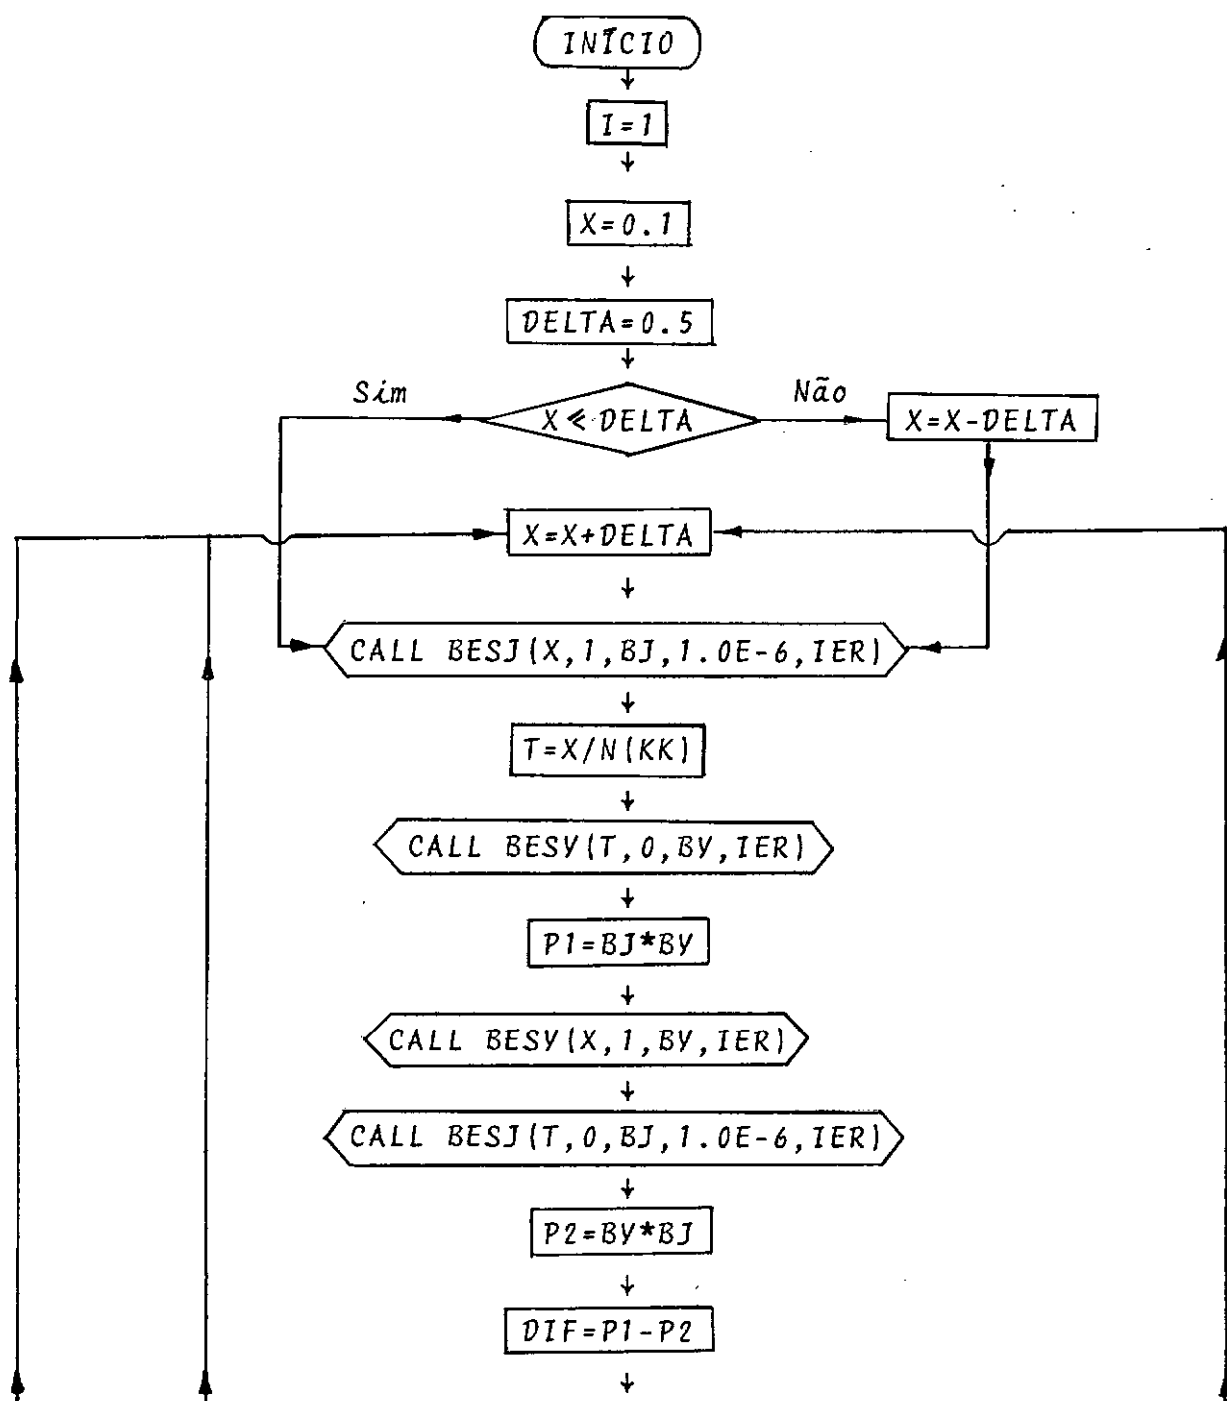 INÍCIO
I=1
X=0.1
DELTA=0.5
Sim
X≤DELTA
Não
X=X-DELTA
X=X+DELTA
CALL BESJ(X,1,BJ,1.0E-6,IER)
T=X/N(KK)
CALL BESY(T,0,BY,IER)
P1=BJ*BY
CALL BESY(X,1,BY,IER)
CALL BESJ(T,0,BJ,1.0E-6,IER)
P2=BY*BJ
DIF=P1-P2